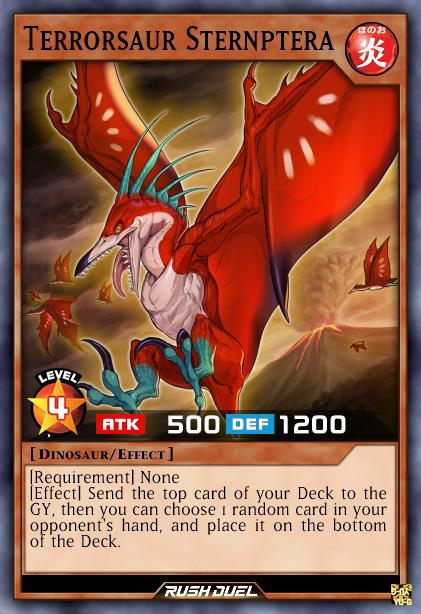 Terrorsaur Sternptera
ほのお
炎
LEVEL
4
ATK 500 DEF 1200
[Dinosaur/Effect]
[Requirement] None
[Effect] Send the top card of your Deck to the
GY, then you can choose 1 random card in your
opponent's hand, and place it on the bottom
of the Deck.
RUSH DUEL